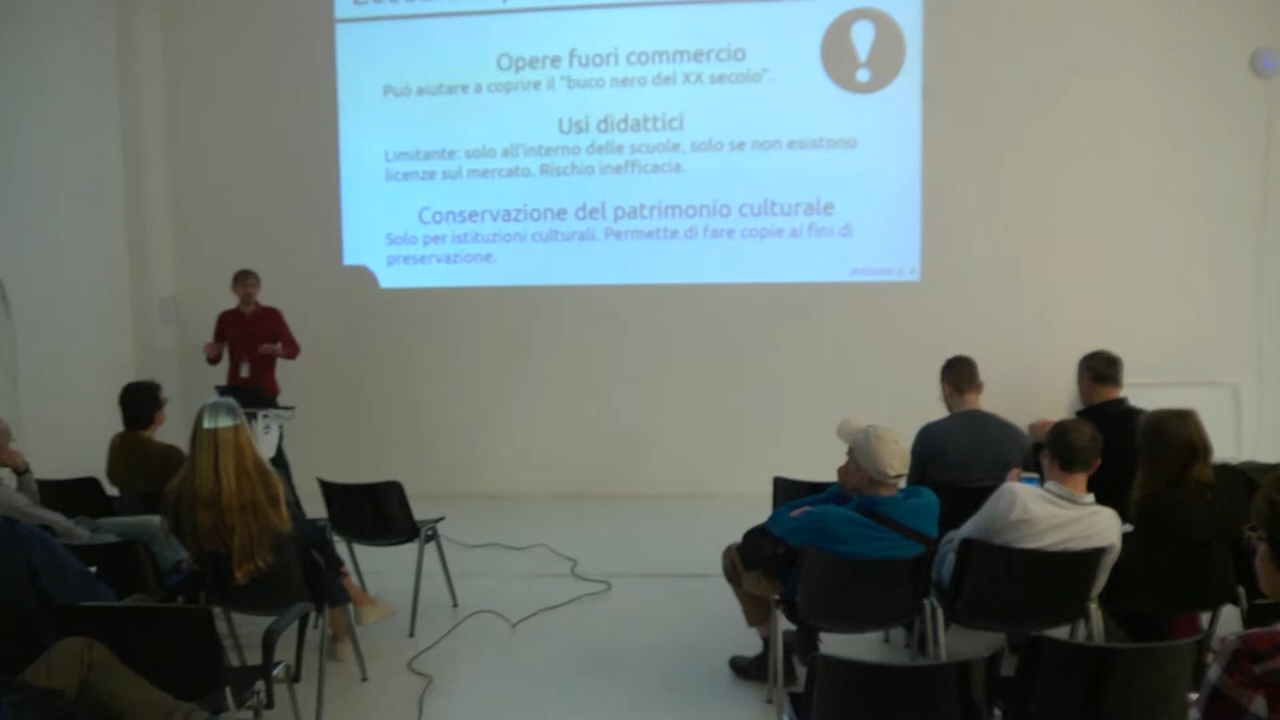 Opere fuori commercio
Può aiutare a coprire il "buco nero del XX secolo".
Usi didattici
Limitante: solo all'interno delle scuole, solo se non esistono
licenze sul mercato. Rischio inefficacia.
Conservazione del patrimonio culturale
Solo per istituzioni culturali. Permette di fare copie ai fini di
preservazione.